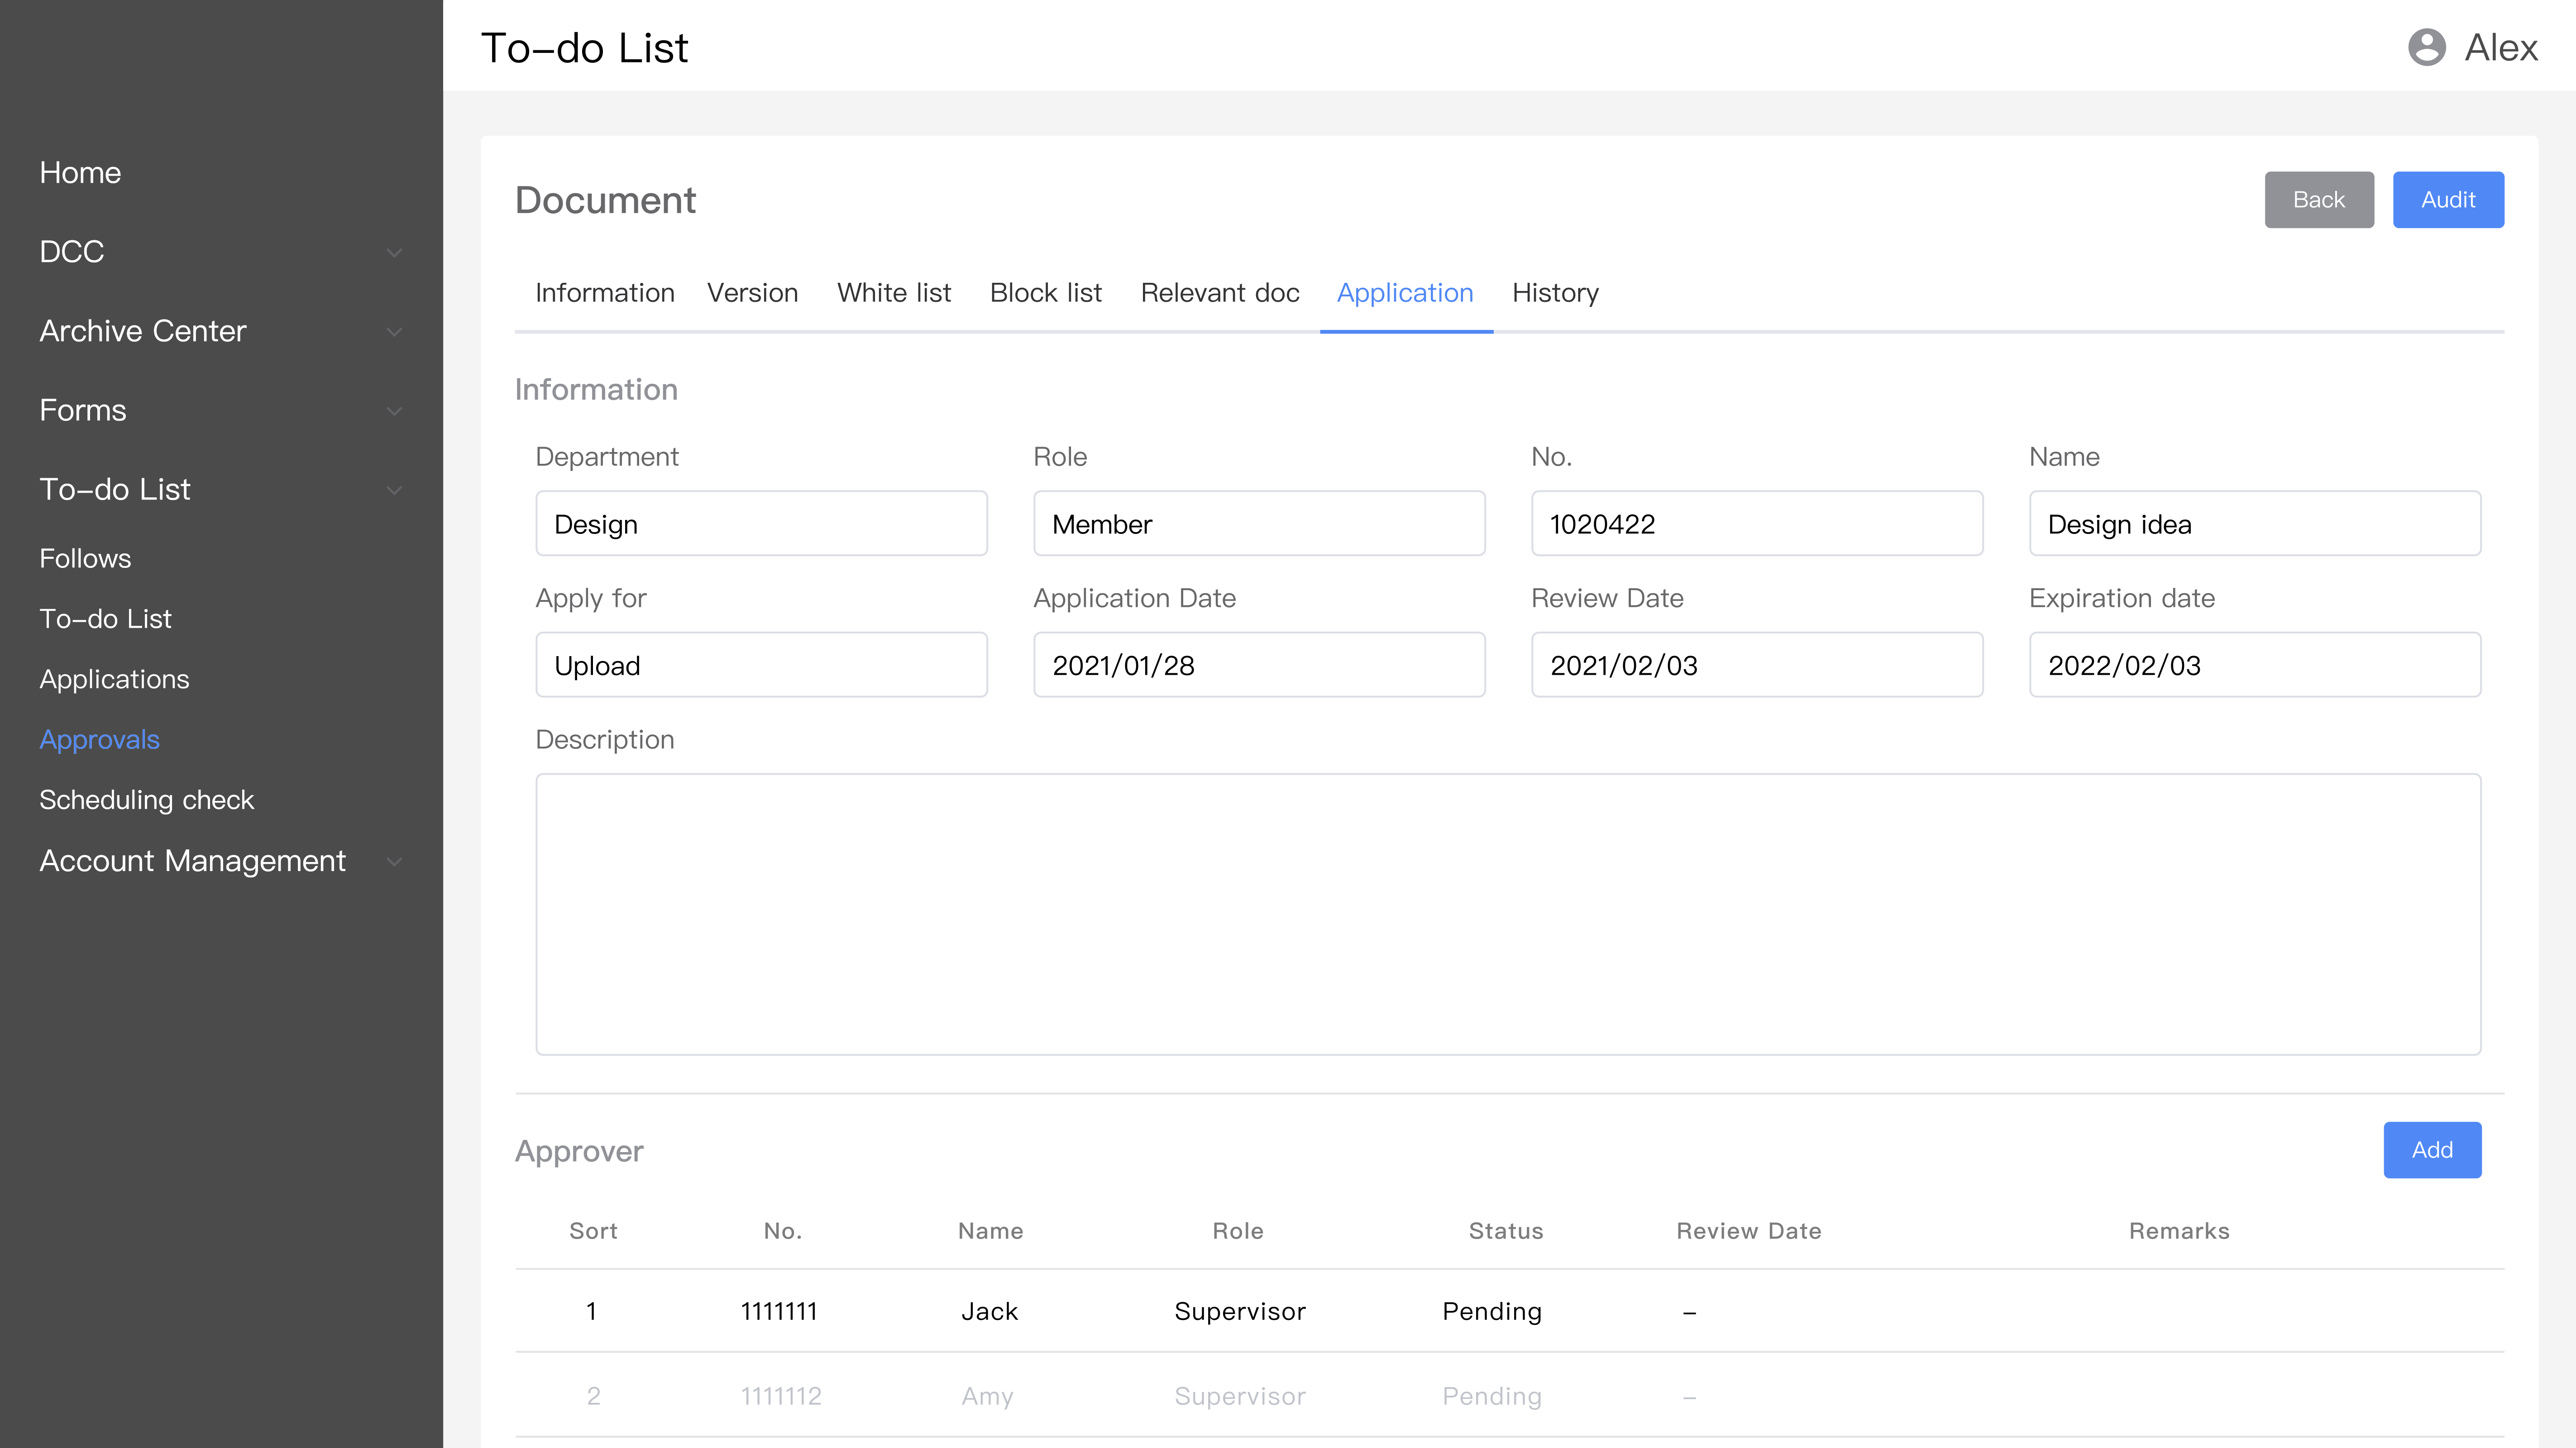 To-do List
Alex
Home
DCC
Archive Center
Forms
To-do List
Follows
To-do List
Applications
Approvals
Scheduling check
Account Management
Document
Back
Audit
Information Version White list Block list Relevant doc Application History
Information
Department Role No. Name
Design Member 1020422 Design idea
Apply for Application Date Review Date Expiration date
Upload 2021/01/28 2021/02/03 2022/02/03
Description
Approver
Add
Sort No. Name Role Status Review Date Remarks
1 1111111 Jack Supervisor Pending –
2 1111112 Amy Supervisor Pending –